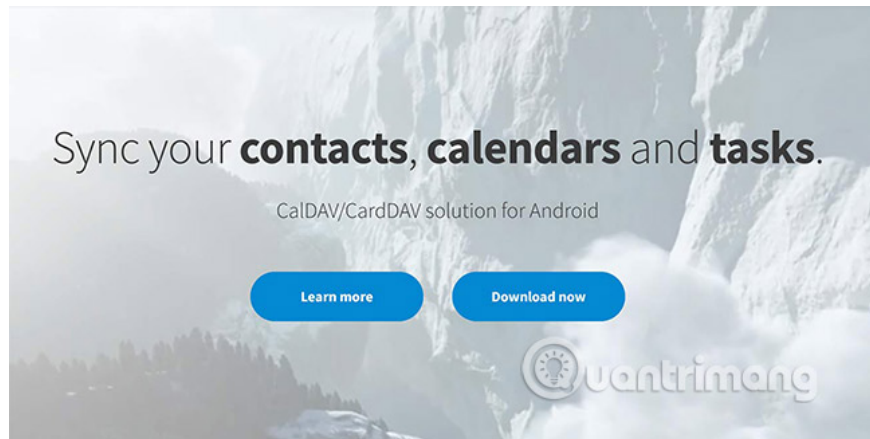 Sync your contacts, calendars and tasks.
CalDAV/CardDAV solution for Android
Learn more
Download now
Quantrimang